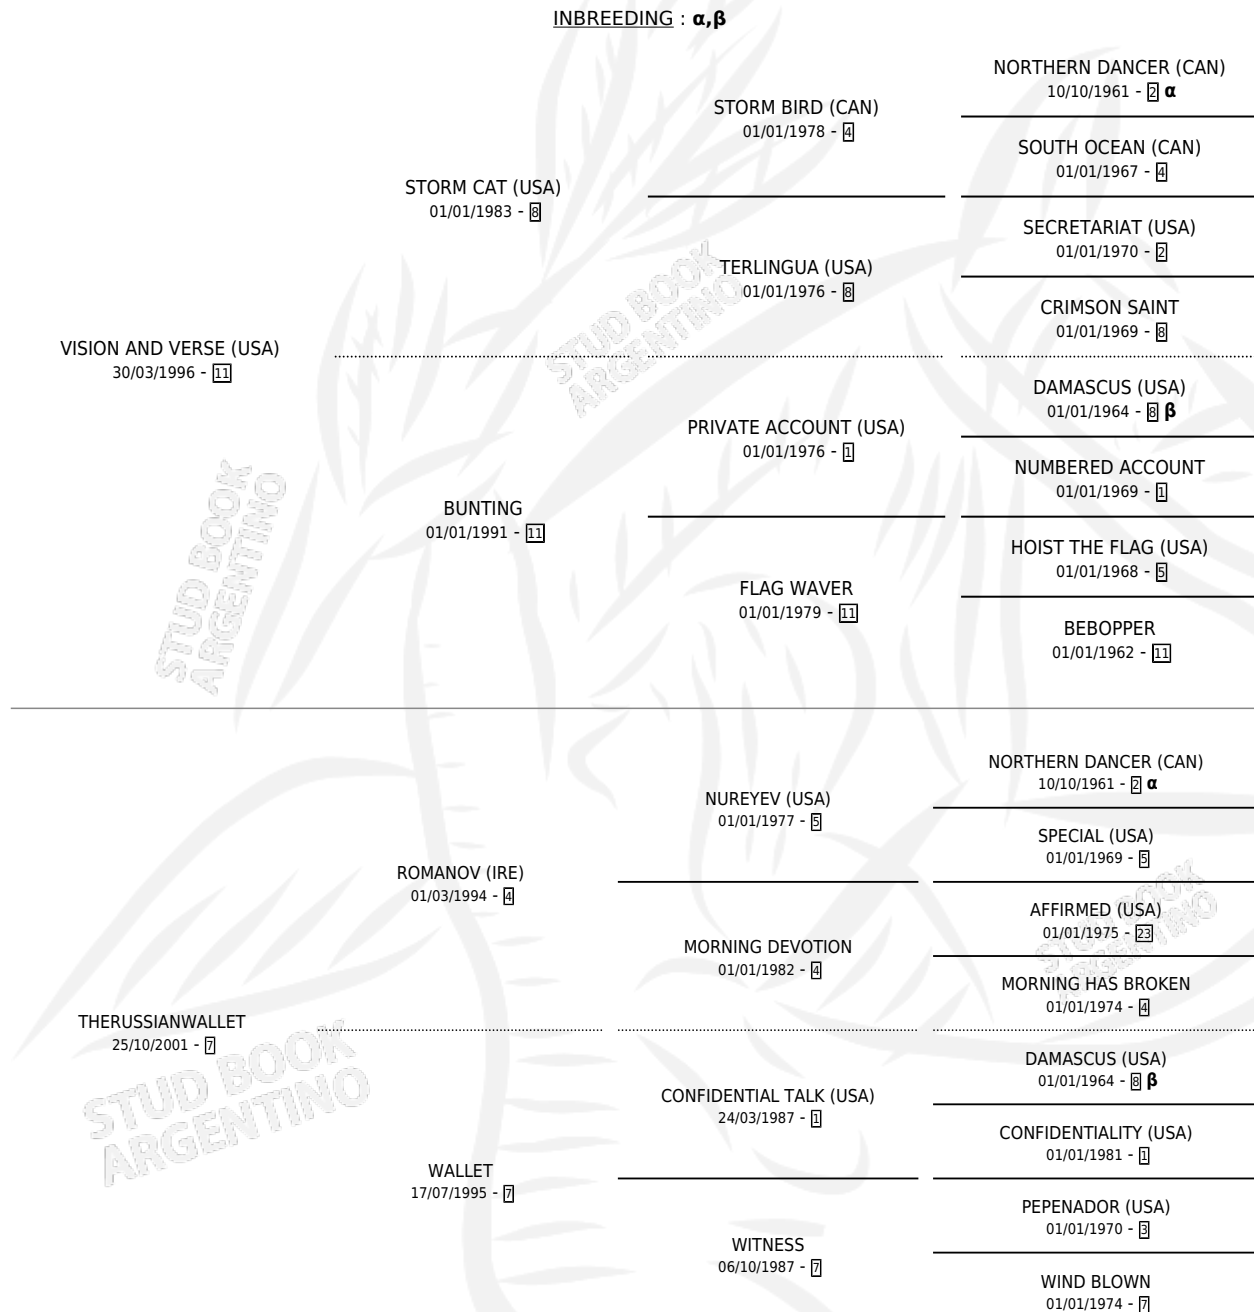 INBREEDING : α,β
NORTHERN DANCER (CAN)
10/10/1961 - 2 α
STORM BIRD (CAN)
01/01/1978 - 4
SOUTH OCEAN (CAN)
01/01/1967 - 4
STORM CAT (USA)
01/01/1983 - 8
SECRETARIAT (USA)
01/01/1970 - 2
TERLINGUA (USA)
01/01/1976 - 8
CRIMSON SAINT
01/01/1969 - 8
VISION AND VERSE (USA)
30/03/1996 - 11
DAMASCUS (USA)
01/01/1964 - 8 β
PRIVATE ACCOUNT (USA)
01/01/1976 - 1
NUMBERED ACCOUNT
01/01/1969 - 1
BUNTING
01/01/1991 - 11
HOIST THE FLAG (USA)
01/01/1968 - 5
FLAG WAVER
01/01/1979 - 11
BEBOPPER
01/01/1962 - 11
NORTHERN DANCER (CAN)
10/10/1961 - 2 α
NUREYEV (USA)
01/01/1977 - 5
SPECIAL (USA)
01/01/1969 - 5
ROMANOV (IRE)
01/03/1994 - 4
AFFIRMED (USA)
01/01/1975 - 23
MORNING DEVOTION
01/01/1982 - 4
MORNING HAS BROKEN
01/01/1974 - 4
THERUSSIANWALLET
25/10/2001 - 7
DAMASCUS (USA)
01/01/1964 - 8 β
CONFIDENTIAL TALK (USA)
24/03/1987 - 1
CONFIDENTIALITY (USA)
01/01/1981 - 1
WALLET
17/07/1995 - 7
PEPENADOR (USA)
01/01/1970 - 3
WITNESS
06/10/1987 - 7
WIND BLOWN
01/01/1974 - 7
STUD BOOK
ARGENTINO
STUD BOOK
ARGENTINO
STUD BOOK
ARGENTINO
STUD BOOK
ARGENTINO